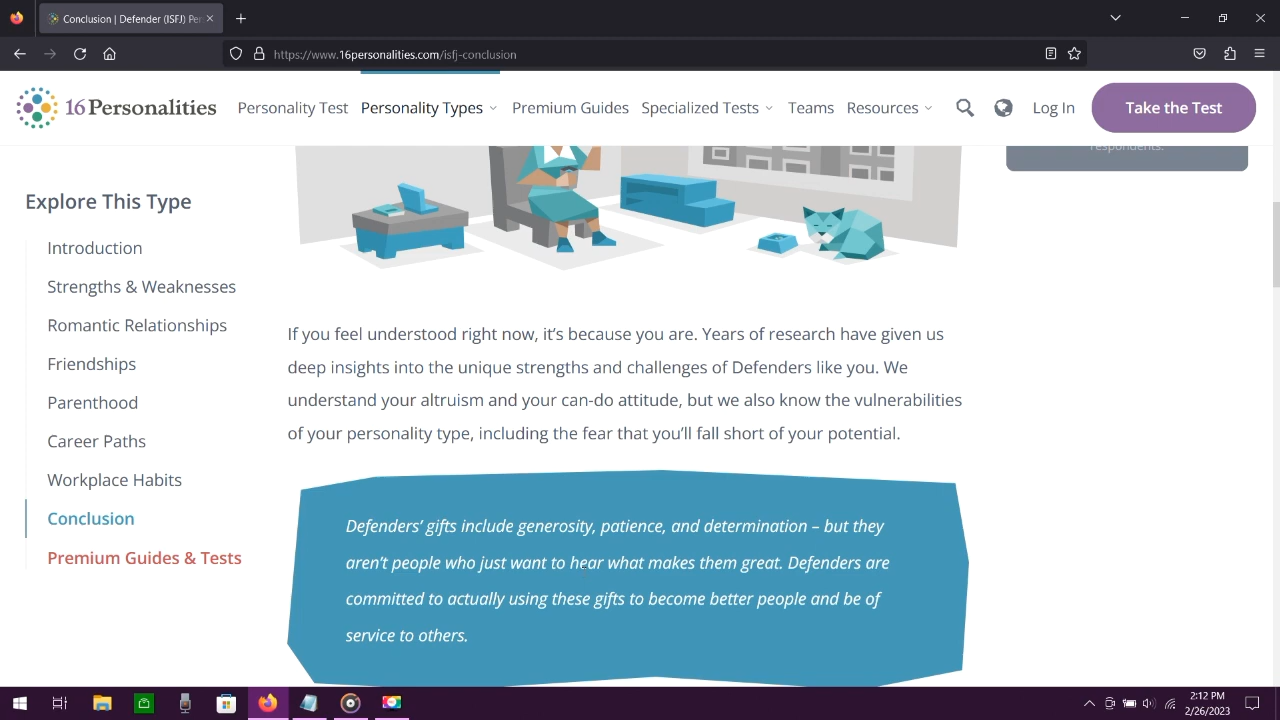 Conclusion | Defender (ISFJ) Per
https://www.16personalities.com/isfj-conclusion
16Personalities
Personality Test
Personality Types
Premium Guides
Specialized Tests
Teams
Resources
Log In
Take the Test
respondents.
Explore This Type
Introduction
Strengths & Weaknesses
Romantic Relationships
Friendships
Parenthood
Career Paths
Workplace Habits
Conclusion
Premium Guides & Tests
If you feel understood right now, it’s because you are. Years of research have given us
deep insights into the unique strengths and challenges of Defenders like you. We
understand your altruism and your can-do attitude, but we also know the vulnerabilities
of your personality type, including the fear that you’ll fall short of your potential.
Defenders’ gifts include generosity, patience, and determination – but they
aren’t people who just want to hear what makes them great. Defenders are
committed to actually using these gifts to become better people and be of
service to others.
2:12 PM
2/26/2023